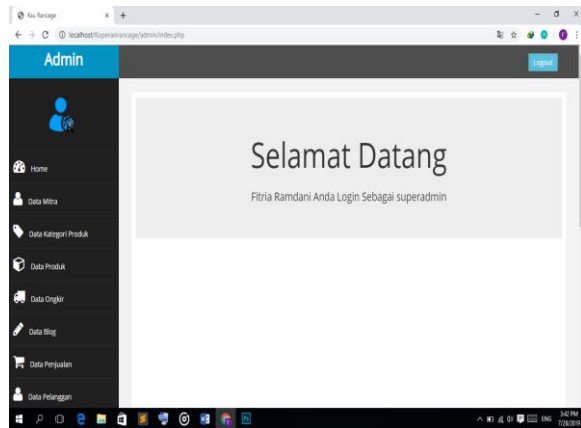 Ksu Rancage
localhost/Koperasirancage/admin/index.php
Admin
Logout
Selamat Datang
Fitria Ramdani Anda Login Sebagai superadmin
Home
Data Mitra
Data Kategori Produk
Data Produk
Data Ongkir
Data Blog
Data Penjualan
Data Pelanggan
ENG
3:42 PM
7/28/2019